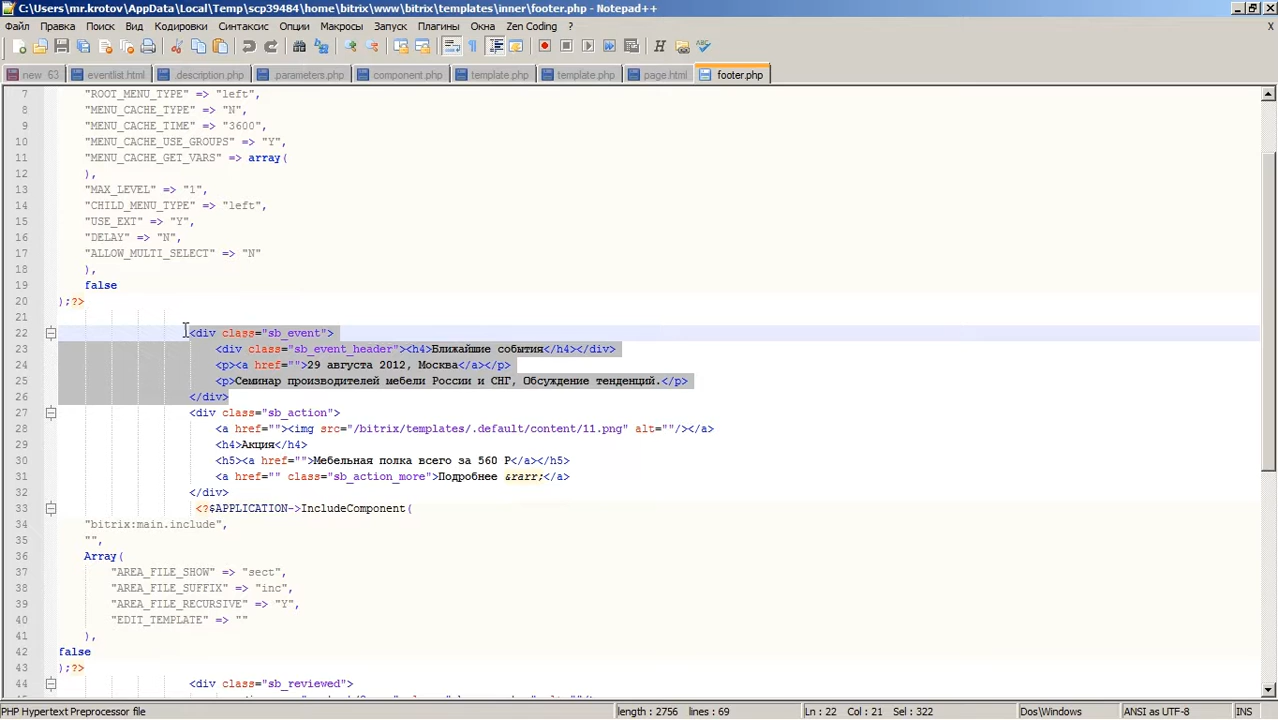 C:\Users\mr.krotov\AppData\Local\Temp\scp39484\home\bitrix\www\bitrix\templates\inner\footer.php - Notepad++
Файл Правка Поиск Вид Кодировки Синтаксис Опции Макросы Запуск Плагины Окна Zen Coding ? X
new 63 eventlist.html .description.php .parameters.php component.php template.php template.php page.html footer.php
7 "ROOT_MENU_TYPE" => "left",
8 "MENU_CACHE_TYPE" => "N",
9 "MENU_CACHE_TIME" => "3600",
10 "MENU_CACHE_USE_GROUPS" => "Y",
11 "MENU_CACHE_GET_VARS" => array(
12 ),
13 "MAX_LEVEL" => "1",
14 "CHILD_MENU_TYPE" => "left",
15 "USE_EXT" => "Y",
16 "DELAY" => "N",
17 "ALLOW_MULTI_SELECT" => "N"
18 ),
19 false
20 );?>
21
22 <div class="sb_event">
23 <div class="sb_event_header"><h4>Ближайшие события</h4></div>
24 <p><a href="">29 августа 2012, Москва</a></p>
25 <p>Семинар производителей мебели России и СНГ, Обсуждение тенденций.</p>
26 </div>
27 <div class="sb_action">
28 <a href=""><img src="/bitrix/templates/.default/content/11.png" alt=""/></a>
29 <h4>Акция</h4>
30 <h5><a href="">Мебельная полка всего за 560 Р</a></h5>
31 <a href="" class="sb_action_more">Подробнее &rarr;</a>
32 </div>
33 <?$APPLICATION->IncludeComponent(
34 "bitrix:main.include",
35 "",
36 Array(
37 "AREA_FILE_SHOW" => "sect",
38 "AREA_FILE_SUFFIX" => "inc",
39 "AREA_FILE_RECURSIVE" => "Y",
40 "EDIT_TEMPLATE" => ""
41 ),
42 false
43 );?>
44 <div class="sb_reviewed">
PHP Hypertext Preprocessor file length : 2756 lines : 69 Ln : 22 Col : 21 Sel : 322 Dos\Windows ANSI as UTF-8 INS